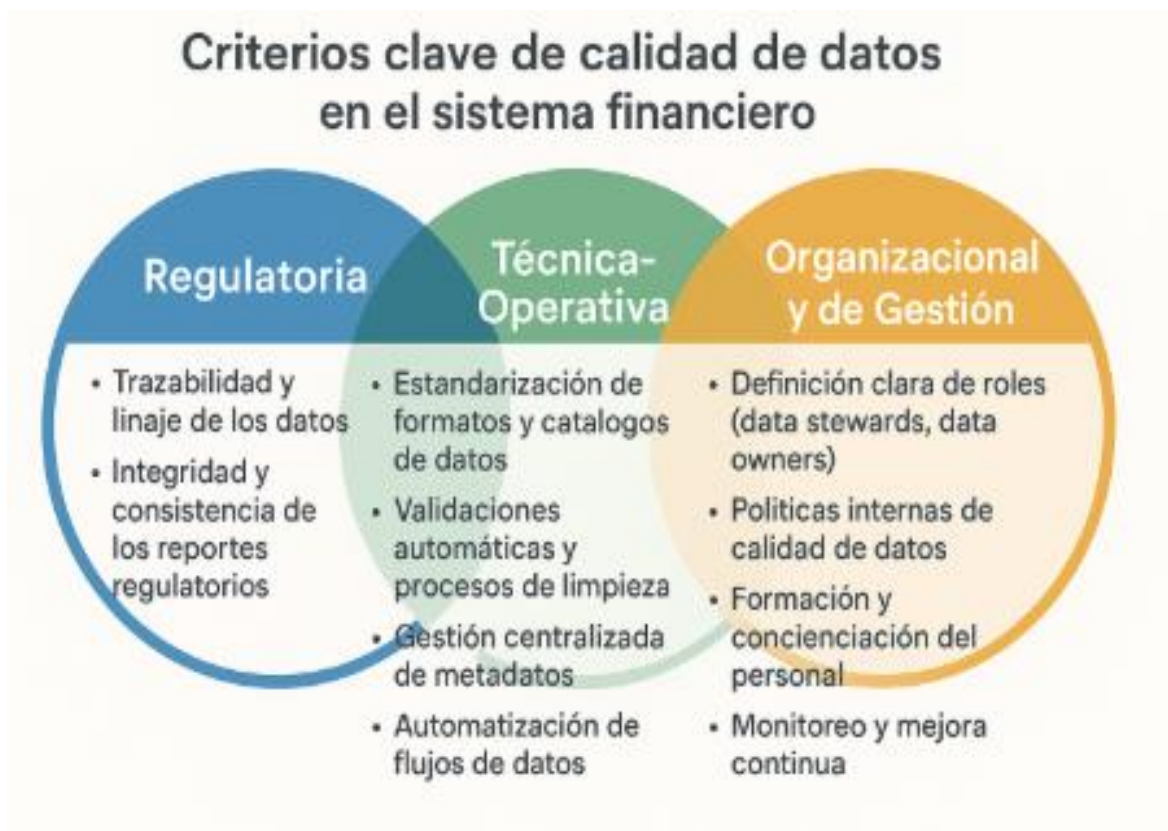 Criterios clave de calidad de datos
en el sistema financiero
Regulatoria
• Trazabilidad y
linaje de los datos
• Integridad y
consistencia de
los reportes
regulatorios
Técnica-
Operativa
• Estandarización de
formatos y catalogos
de datos
• Validaciones
automáticas y
procesos de limpieza
• Gestión centralizada
de metadatos
• Automatización de
flujos de datos
Organizacional
y de Gestión
• Definición clara de roles
(data stewards, data
owners)
• Politicas internas de
calidad de datos
• Formación y
concienciación del
personal
• Monitoreo y mejora
continua